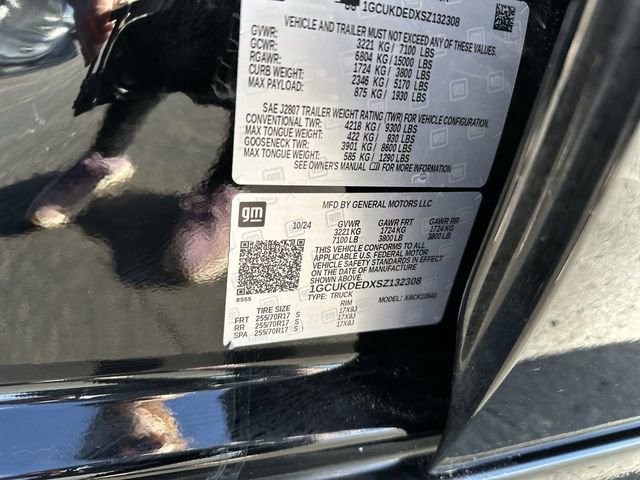 1GCUKDEDXSZ132308
VEHICLE AND TRAILER MUST NOT EXCEED ANY OF THESE VALUES.
GVWR: 3221 KG / 7100 LBS
GCWR: 6804 KG / 15000 LBS
RGAWR: 1724 KG / 3800 LBS
CURB WEIGHT: 2346 KG / 5170 LBS
MAX PAYLOAD: 875 KG / 1930 LBS
SAE J2807 TRAILER WEIGHT RATING (TWR) FOR VEHICLE CONFIGURATION.
CONVENTIONAL TWR: 4218 KG / 9300 LBS
MAX TONGUE WEIGHT: 422 KG / 930 LBS
GOOSENECK TWR: 3901 KG / 8600 LBS
MAX TONGUE WEIGHT: 585 KG / 1290 LBS
SEE OWNER'S MANUAL FOR MORE INFORMATION
gm MFD BY GENERAL MOTORS LLC
10/24 GVWR GAWR FRT GAWR RR
3221 KG 1724 KG 1724 KG
7100 LB 3800 LB 3800 LB
THIS VEHICLE CONFORMS TO ALL
APPLICABLE U.S. FEDERAL MOTOR
VEHICLE SAFETY STANDARDS IN EFFECT
ON THE DATE OF MANUFACTURE SHOWN ABOVE.
1GCUKDEDXSZ132308
8555 TYPE: TRUCK MODEL: X8CK10543
TIRE SIZE RIM
FRT 255/70R17 S 17X8J
RR 255/70R17 S 17X8J
SPA 255/70R17 S 17X8J